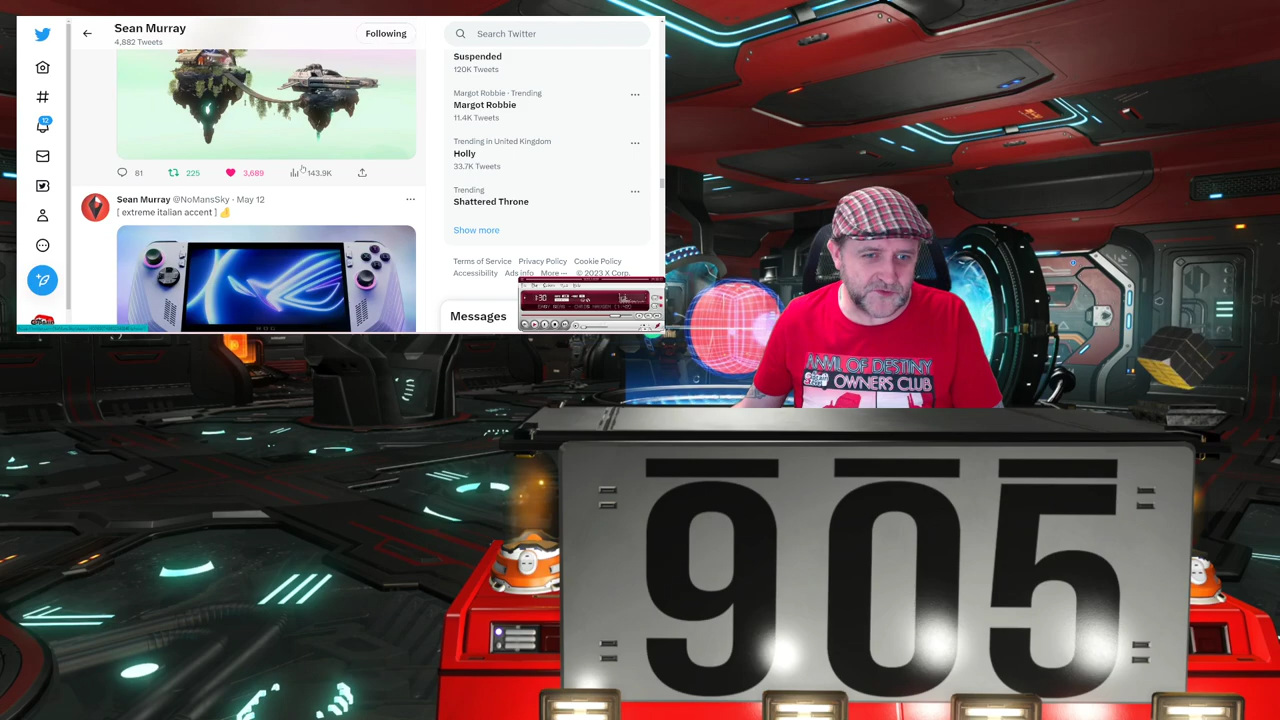 Sean Murray
4,882 Tweets
Following
Search Twitter
Suspended
120K Tweets
Margot Robbie · Trending
Margot Robbie
11.4K Tweets
Trending in United Kingdom
Holly
33.7K Tweets
Trending
Shattered Throne
Show more
Terms of Service Privacy Policy Cookie Policy
Accessibility Ads info More ··· © 2023 X Corp.
Messages
12
81 225 3,689 143.9K
Sean Murray @NoMansSky · May 12
[ extreme italian accent ] 🤌
1:30
ANVIL OF DESTINY
OWNERS CLUB
905